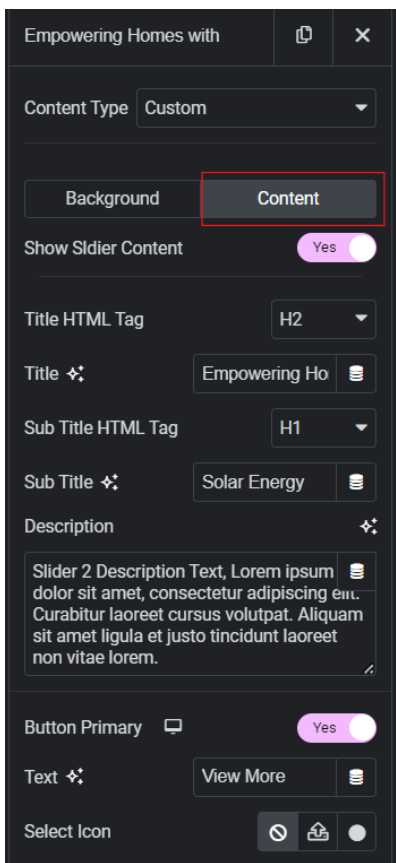 Empowering Homes with
Content Type Custom
Background Content
Show Sldier Content Yes
Title HTML Tag H2
Title Empowering Ho
Sub Title HTML Tag H1
Sub Title Solar Energy
Description
Slider 2 Description Text, Lorem ipsum
dolor sit amet, consectetur adipiscing elit.
Curabitur laoreet cursus volutpat. Aliquam
sit amet ligula et justo tincidunt laoreet
non vitae lorem.
Button Primary Yes
Text View More
Select Icon